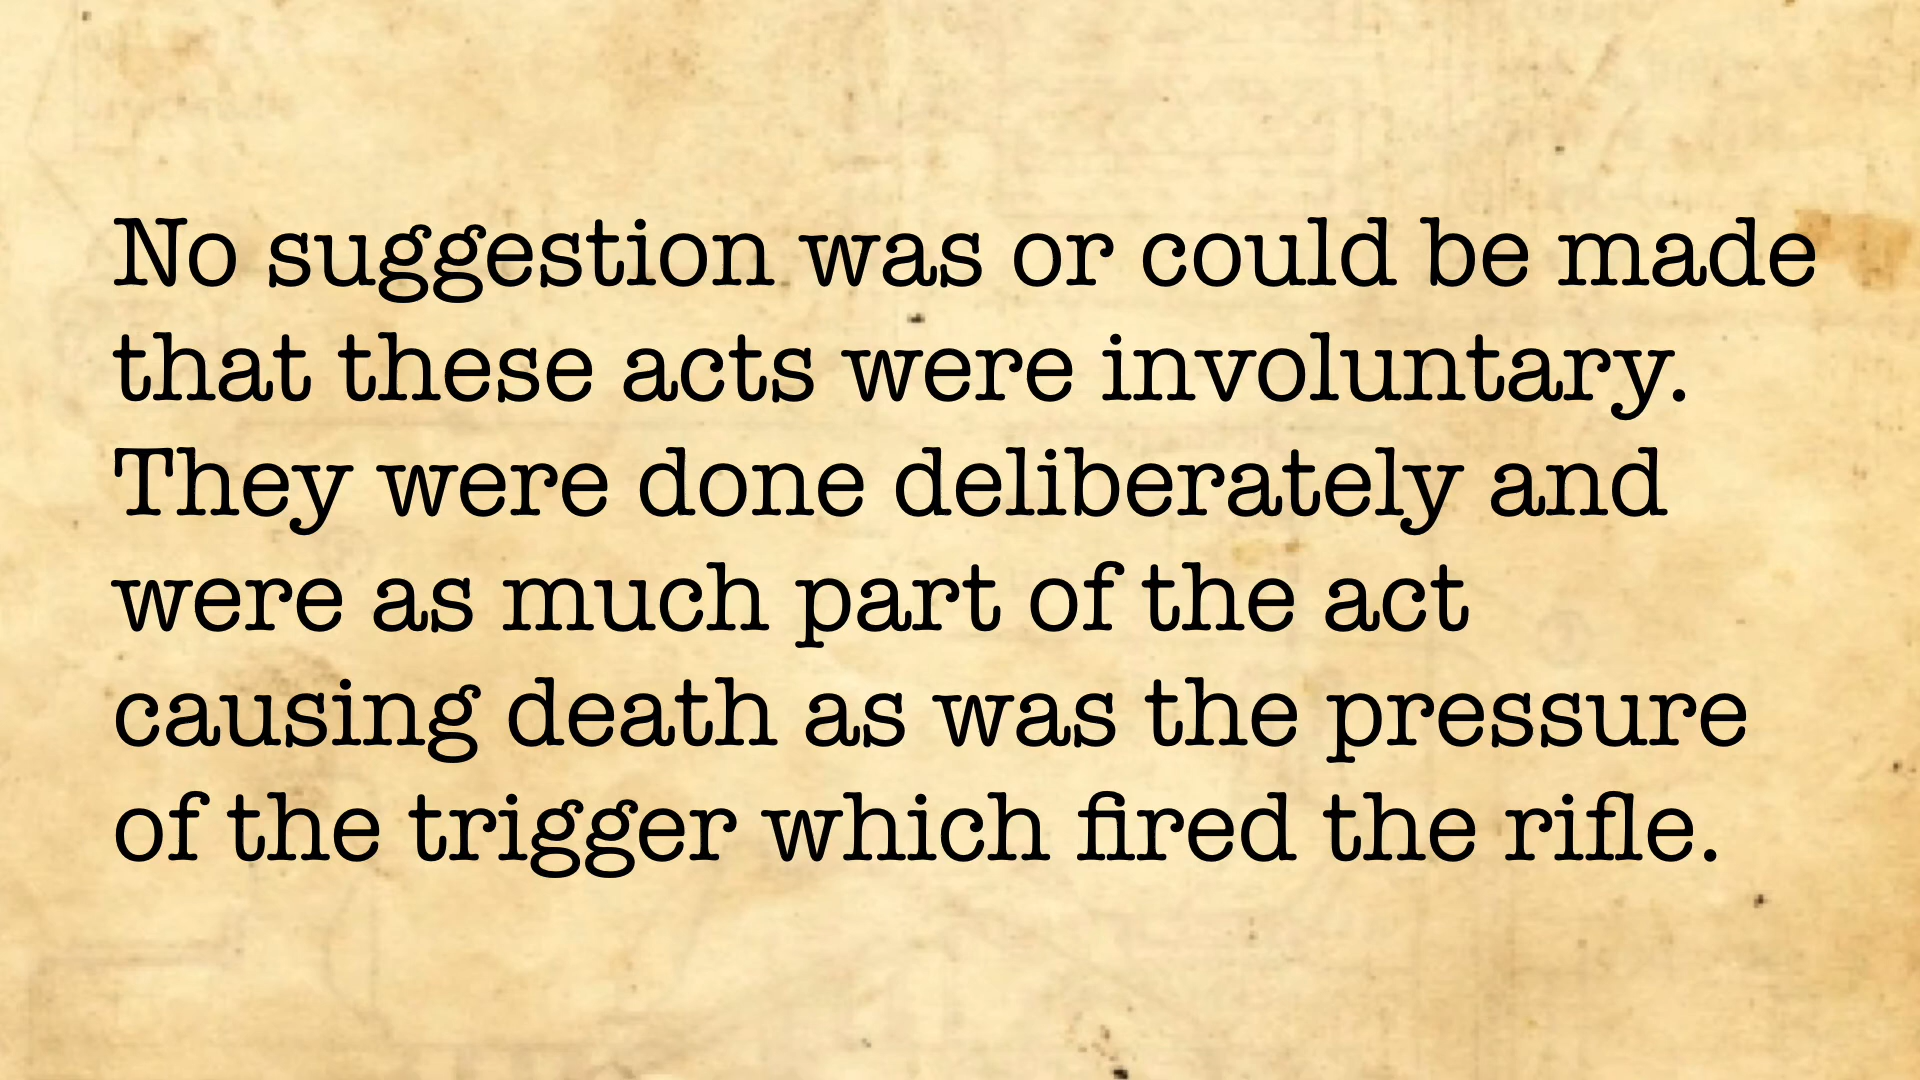 No suggestion was or could be made
that these acts were involuntary.
They were done deliberately and
were as much part of the act
causing death as was the pressure
of the trigger which fired the rifle.